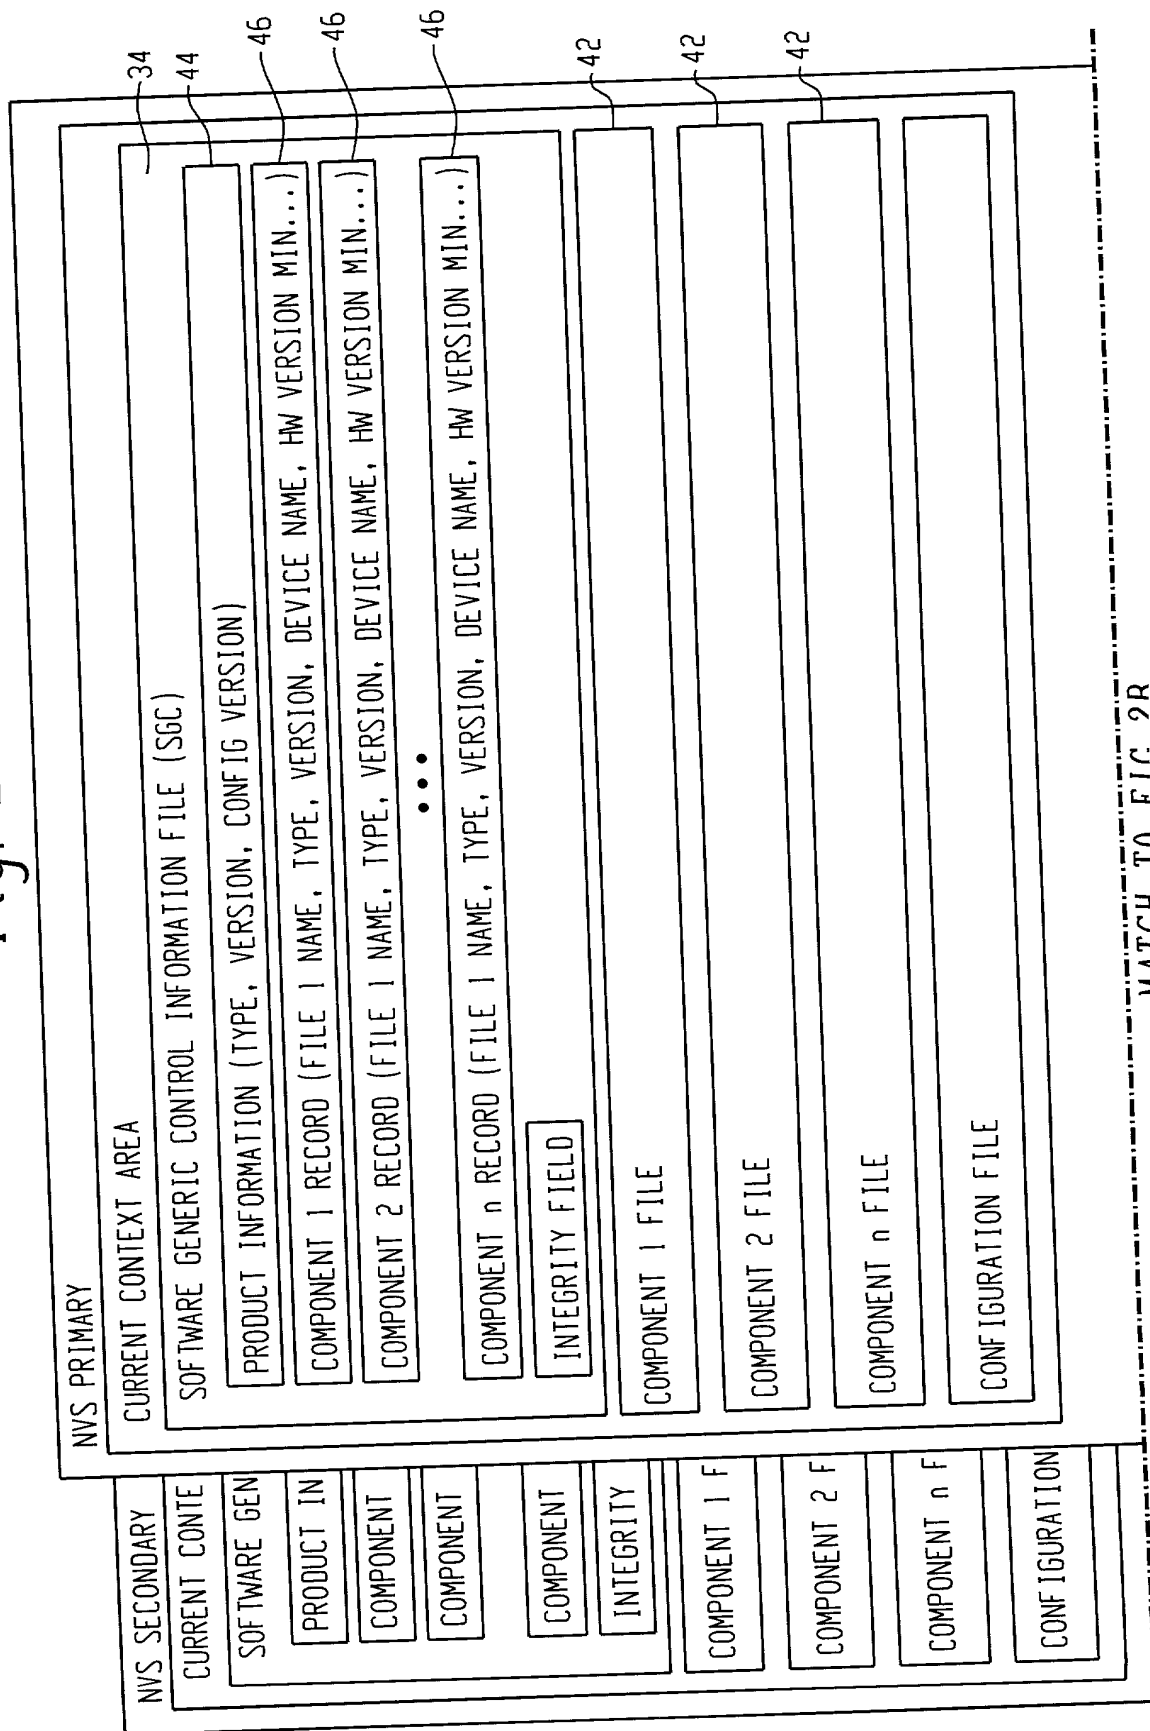 NVS PRIMARY
CURRENT CONTEXT AREA
34
SOFTWARE GENERIC CONTROL INFORMATION FILE (SGC)
44
PRODUCT INFORMATION (TYPE, VERSION, CONFIG VERSION)
46
COMPONENT 1 RECORD (FILE 1 NAME, TYPE, VERSION, DEVICE NAME, HW VERSION MIN...)
46
COMPONENT 2 RECORD (FILE 1 NAME, TYPE, VERSION, DEVICE NAME, HW VERSION MIN...)
•••
46
COMPONENT n RECORD (FILE 1 NAME, TYPE, VERSION, DEVICE NAME, HW VERSION MIN...)
INTEGRITY FIELD
42
COMPONENT 1 FILE
42
COMPONENT 2 FILE
42
COMPONENT n FILE
CONFIGURATION FILE
NVS SECONDARY
CURRENT CONTE
SOFTWARE GEN
PRODUCT IN
COMPONENT
COMPONENT
COMPONENT
INTEGRITY
COMPONENT 1 F
COMPONENT 2 F
COMPONENT n F
CONFIGURATION
MATCH TO FIG. 2B